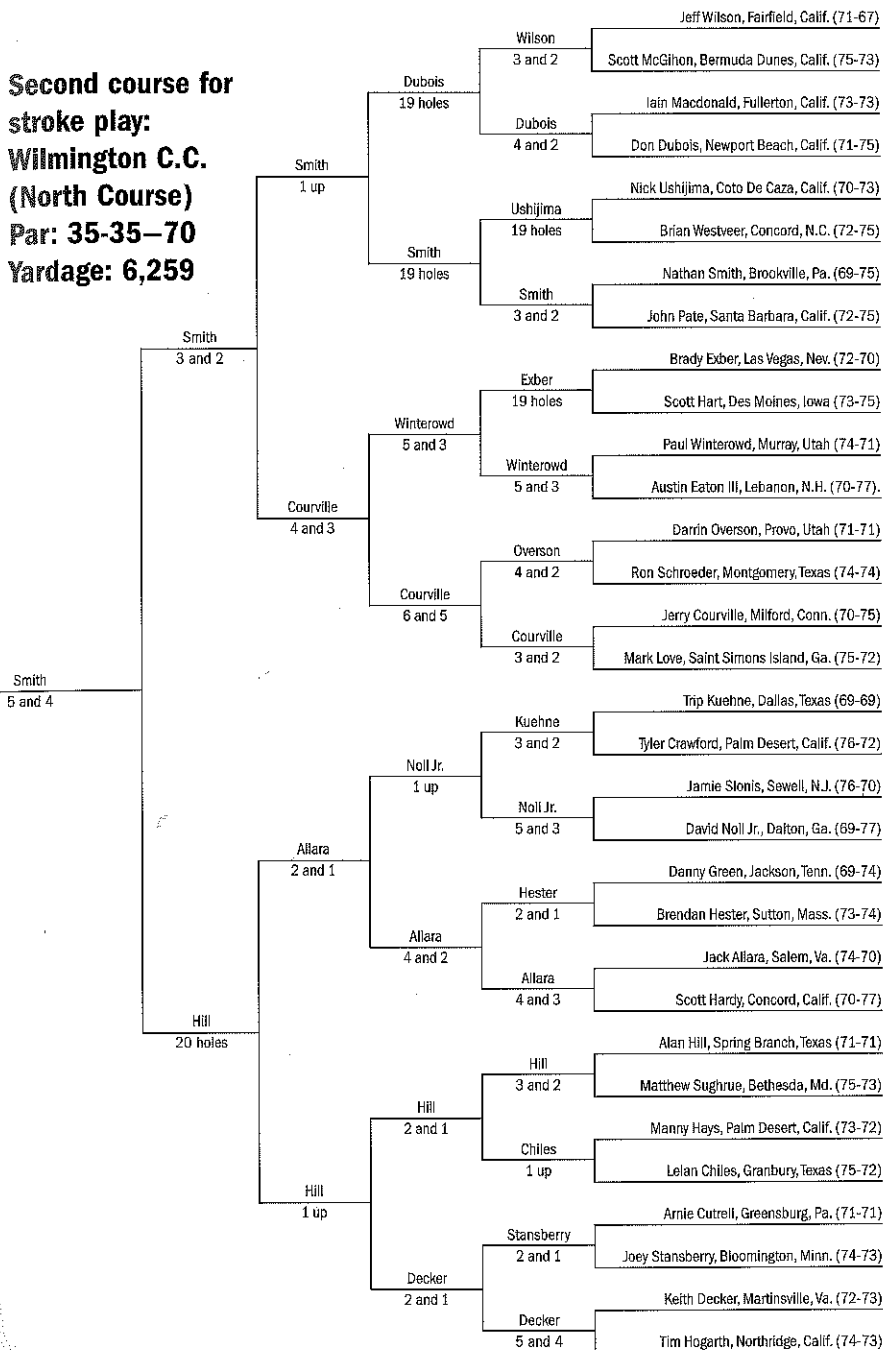 Second course for
stroke play:
Wilmington C.C.
(North Course)
Par: 35-35—70
Yardage: 6,259
Jeff Wilson, Fairfield, Calif. (71-67)
Scott McGihon, Bermuda Dunes, Calif. (75-73)
Iain Macdonald, Fullerton, Calif. (73-73)
Don Dubois, Newport Beach, Calif. (71-75)
Nick Ushijima, Coto De Caza, Calif. (70-73)
Brian Westveer, Concord, N.C. (72-75)
Nathan Smith, Brookville, Pa. (69-75)
John Pate, Santa Barbara, Calif. (72-75)
Brady Exber, Las Vegas, Nev. (72-70)
Scott Hart, Des Moines, Iowa (73-75)
Paul Winterowd, Murray, Utah (74-71)
Austin Eaton III, Lebanon, N.H. (70-77).
Darrin Overson, Provo, Utah (71-71)
Ron Schroeder, Montgomery, Texas (74-74)
Jerry Courville, Milford, Conn. (70-75)
Mark Love, Saint Simons Island, Ga. (75-72)
Trip Kuehne, Dallas, Texas (69-69)
Tyler Crawford, Palm Desert, Calif. (76-72)
Jamie Slonis, Sewell, N.J. (76-70)
David Noll Jr., Dalton, Ga. (69-77)
Danny Green, Jackson, Tenn. (69-74)
Brendan Hester, Sutton, Mass. (73-74)
Jack Allara, Salem, Va. (74-70)
Scott Hardy, Concord, Calif. (70-77)
Alan Hill, Spring Branch, Texas (71-71)
Matthew Sughrue, Bethesda, Md. (75-73)
Manny Hays, Palm Desert, Calif. (73-72)
Lelan Chiles, Granbury, Texas (75-72)
Arnie Cutrell, Greensburg, Pa. (71-71)
Joey Stansberry, Bloomington, Minn. (74-73)
Keith Decker, Martinsville, Va. (72-73)
Tim Hogarth, Northridge, Calif. (74-73)
Wilson
3 and 2
Dubois
4 and 2
Ushijima
19 holes
Smith
3 and 2
Exber
19 holes
Winterowd
5 and 3
Overson
4 and 2
Courville
3 and 2
Kuehne
3 and 2
Noll Jr.
5 and 3
Hester
2 and 1
Allara
4 and 3
Hill
3 and 2
Chiles
1 up
Stansberry
2 and 1
Decker
5 and 4
Dubois
19 holes
Smith
19 holes
Winterowd
5 and 3
Courville
6 and 5
Noll Jr.
1 up
Allara
4 and 2
Hill
2 and 1
Decker
2 and 1
Smith
1 up
Courville
4 and 3
Allara
2 and 1
Hill
1 up
Smith
3 and 2
Hill
20 holes
Smith
5 and 4